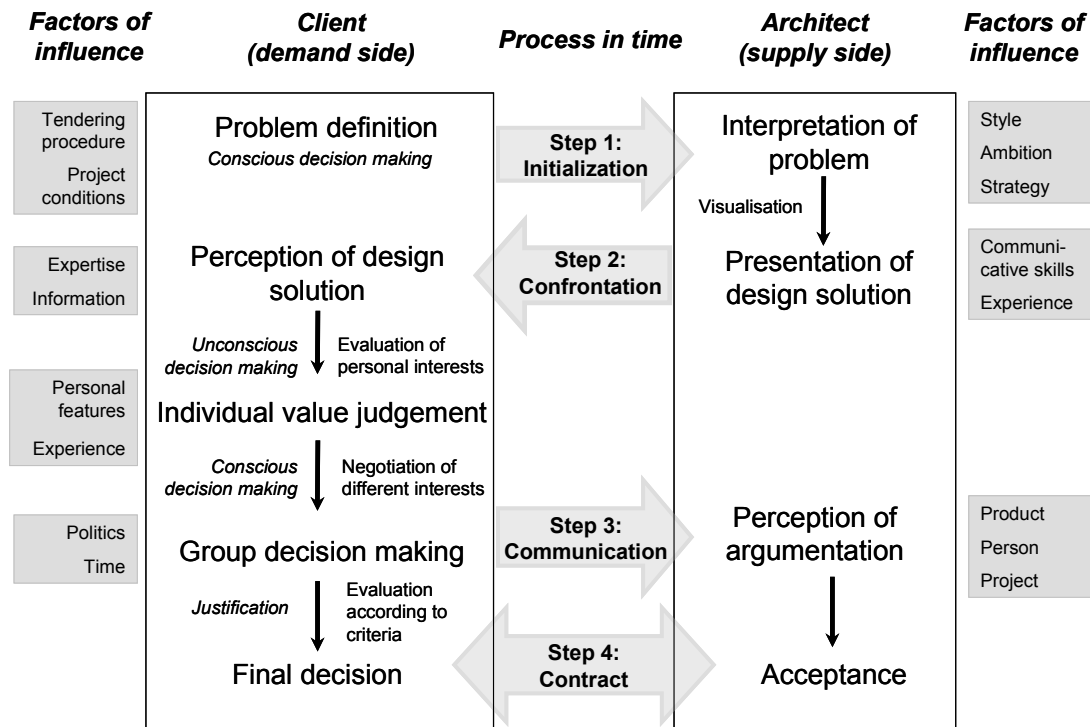 Factors of
influence
Client
(demand side)
Process in time
Architect
(supply side)
Factors of
influence
Tendering
procedure
Project
conditions
Problem definition
Conscious decision making
Step 1:
Initialization
Interpretation of
problem
Style
Ambition
Strategy
Visualisation
Expertise
Information
Perception of design
solution
Step 2:
Confrontation
Presentation of
design solution
Communi-
cative skills
Experience
Unconscious
decision making
Evaluation of
personal interests
Personal
features
Experience
Individual value judgement
Conscious
decision making
Negotiation of
different interests
Politics
Time
Group decision making
Step 3:
Communication
Perception of
argumentation
Product
Person
Project
Justification
Evaluation
according to
criteria
Final decision
Step 4:
Contract
Acceptance